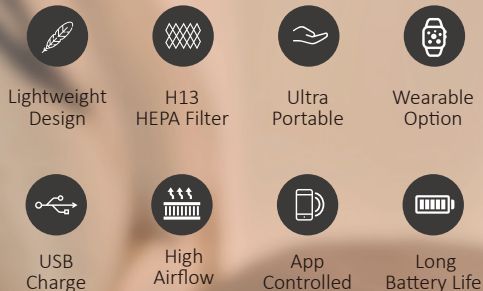 Lightweight
Design
H13
HEPA Filter
Ultra
Portable
Wearable
Option
USB
Charge
High
Airflow
App
Controlled
Long
Battery Life